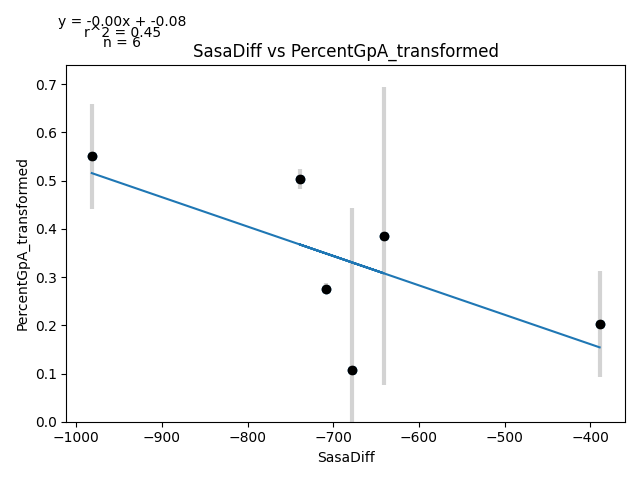 y = -0.00x + -0.08
r^2 = 0.45
n = 6
SasaDiff vs PercentGpA_transformed
PercentGpA_transformed
0.7
0.6
0.5
0.4
0.3
0.2
0.1
0.0
−1000 −900 −800 −700 −600 −500 −400
SasaDiff